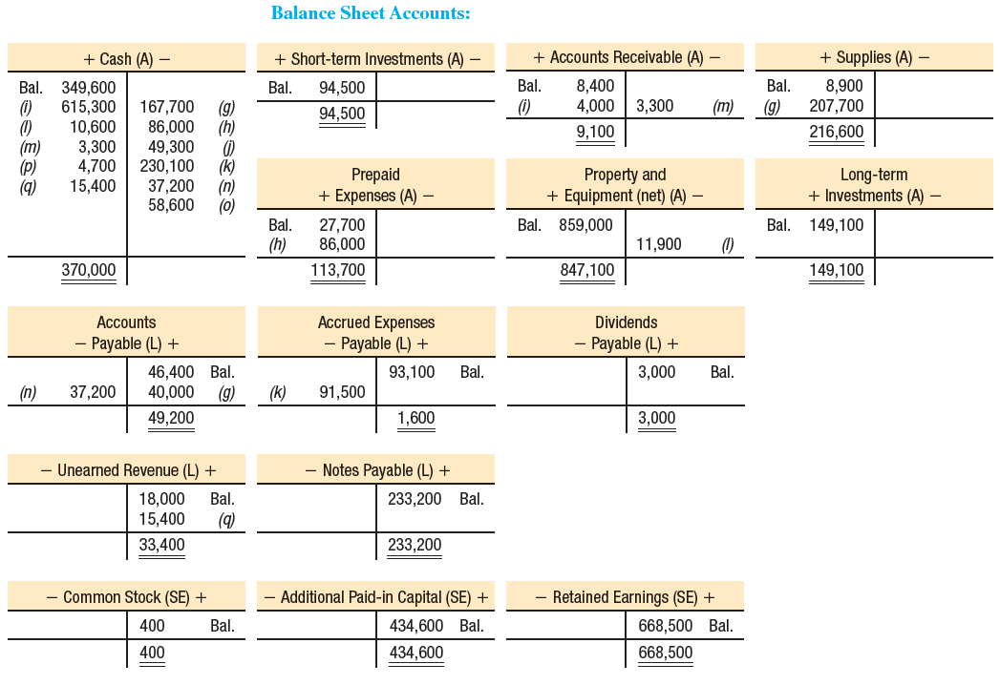 Balance Sheet Accounts:
+ Cash (A) −
Bal. 349,600
(i) 615,300 167,700 (g)
(l) 10,600 86,000 (h)
(m) 3,300 49,300 (j)
(p) 4,700 230,100 (k)
(q) 15,400 37,200 (n)
58,600 (o)
370,000
+ Short-term Investments (A) −
Bal. 94,500
94,500
+ Accounts Receivable (A) −
Bal. 8,400
(i) 4,000 3,300 (m)
9,100
+ Supplies (A) −
Bal. 8,900
(g) 207,700
216,600
Prepaid
+ Expenses (A) −
Bal. 27,700
(h) 86,000
113,700
Property and
+ Equipment (net) (A) −
Bal. 859,000
11,900 (l)
847,100
Long-term
+ Investments (A) −
Bal. 149,100
149,100
Accounts
− Payable (L) +
46,400 Bal.
(n) 37,200 40,000 (g)
49,200
Accrued Expenses
− Payable (L) +
93,100 Bal.
(k) 91,500
1,600
Dividends
− Payable (L) +
3,000 Bal.
3,000
− Unearned Revenue (L) +
18,000 Bal.
15,400 (q)
33,400
− Notes Payable (L) +
233,200 Bal.
233,200
− Common Stock (SE) +
400 Bal.
400
− Additional Paid-in Capital (SE) +
434,600 Bal.
434,600
− Retained Earnings (SE) +
668,500 Bal.
668,500